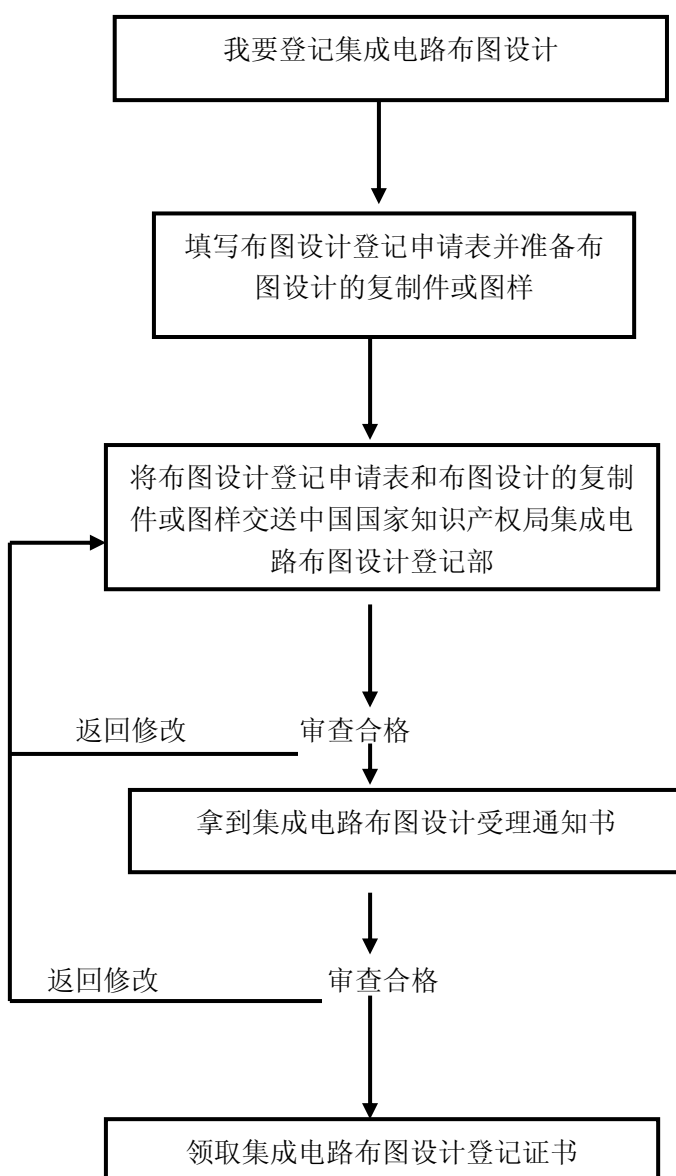 我要登记集成电路布图设计
填写布图设计登记申请表并准备布
图设计的复制件或图样
将布图设计登记申请表和布图设计的复制
件或图样交送中国国家知识产权局集成电
路布图设计登记部
返回修改
审查合格
拿到集成电路布图设计受理通知书
返回修改
审查合格
领取集成电路布图设计登记证书